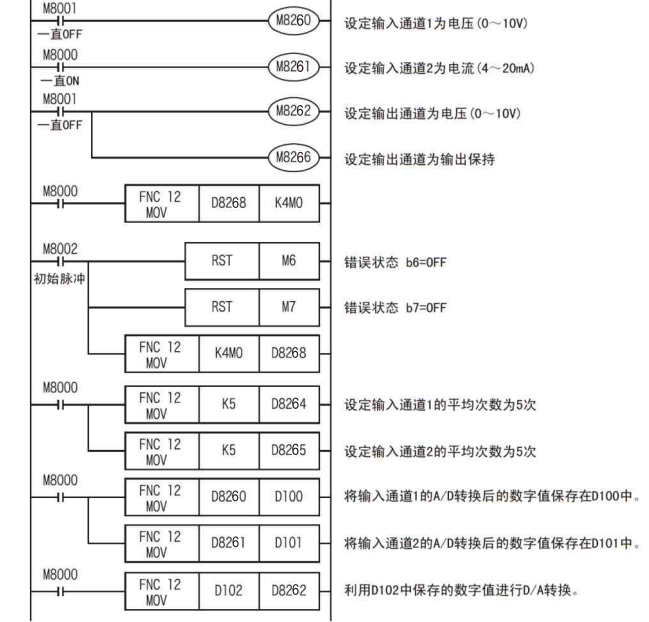 M8001
M8260 设定输入通道1为电压(0～10V)
一直OFF
M8000
M8261 设定输入通道2为电流(4～20mA)
一直ON
M8001
M8262 设定输出通道为电压(0～10V)
一直OFF
M8266 设定输出通道为输出保持
M8000
FNC 12 MOV D8268 K4M0
M8002
RST M6 错误状态 b6=OFF
初始脉冲
RST M7 错误状态 b7=OFF
FNC 12 MOV K4M0 D8268
M8000
FNC 12 MOV K5 D8264 设定输入通道1的平均次数为5次
FNC 12 MOV K5 D8265 设定输入通道2的平均次数为5次
M8000
FNC 12 MOV D8260 D100 将输入通道1的A/D转换后的数字值保存在D100中。
FNC 12 MOV D8261 D101 将输入通道2的A/D转换后的数字值保存在D101中。
M8000
FNC 12 MOV D102 D8262 利用D102中保存的数字值进行D/A转换。